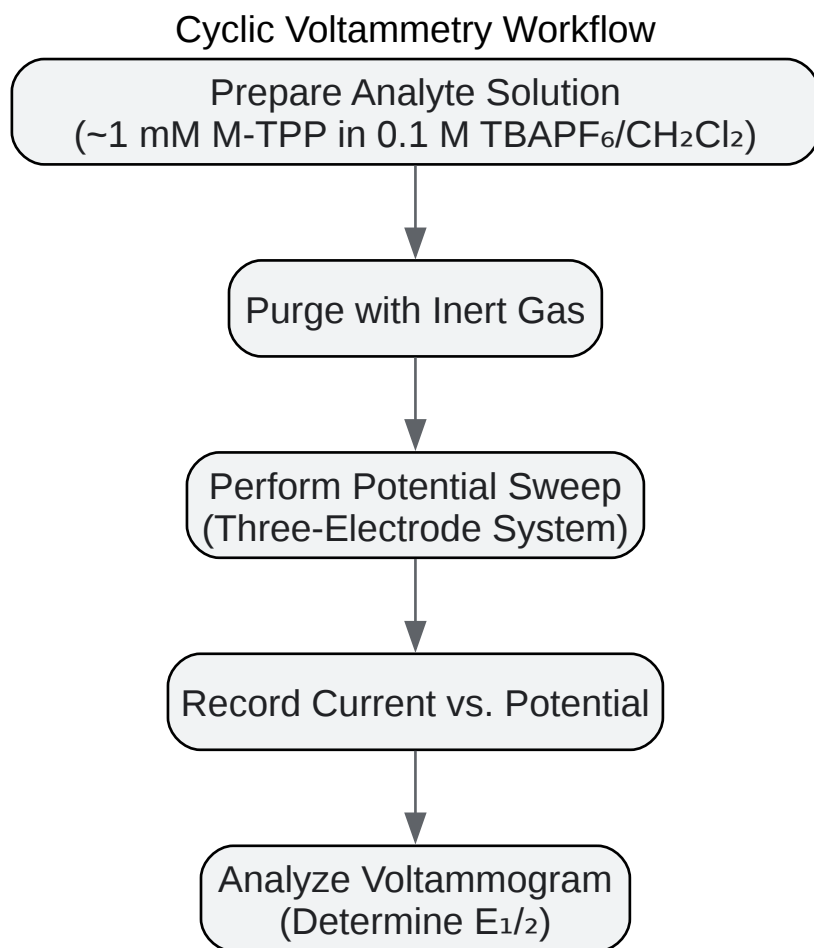 Cyclic Voltammetry Workflow
Prepare Analyte Solution
(~1 mM M-TPP in 0.1 M TBAPF₆/CH₂Cl₂)
Purge with Inert Gas
Perform Potential Sweep
(Three-Electrode System)
Record Current vs. Potential
Analyze Voltammogram
(Determine E₁/₂)